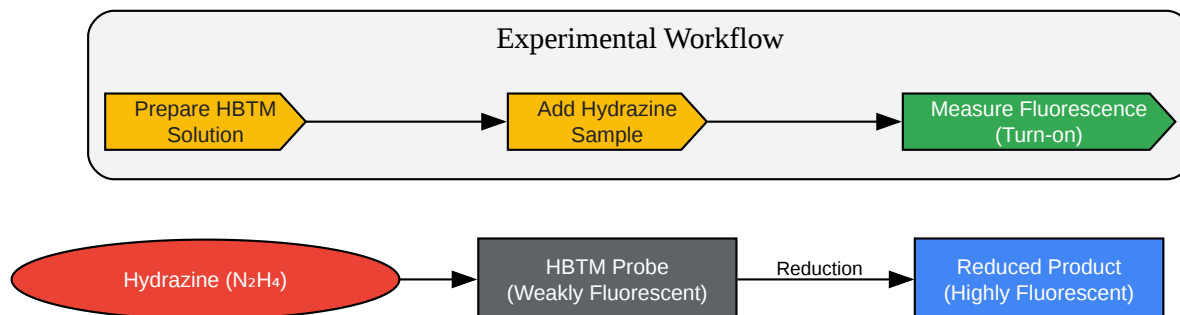 Experimental Workflow
Prepare HBTM
Solution
Add Hydrazine
Sample
Measure Fluorescence
(Turn-on)
Hydrazine (N₂H₄)
HBTM Probe
(Weakly Fluorescent)
Reduction
Reduced Product
(Highly Fluorescent)